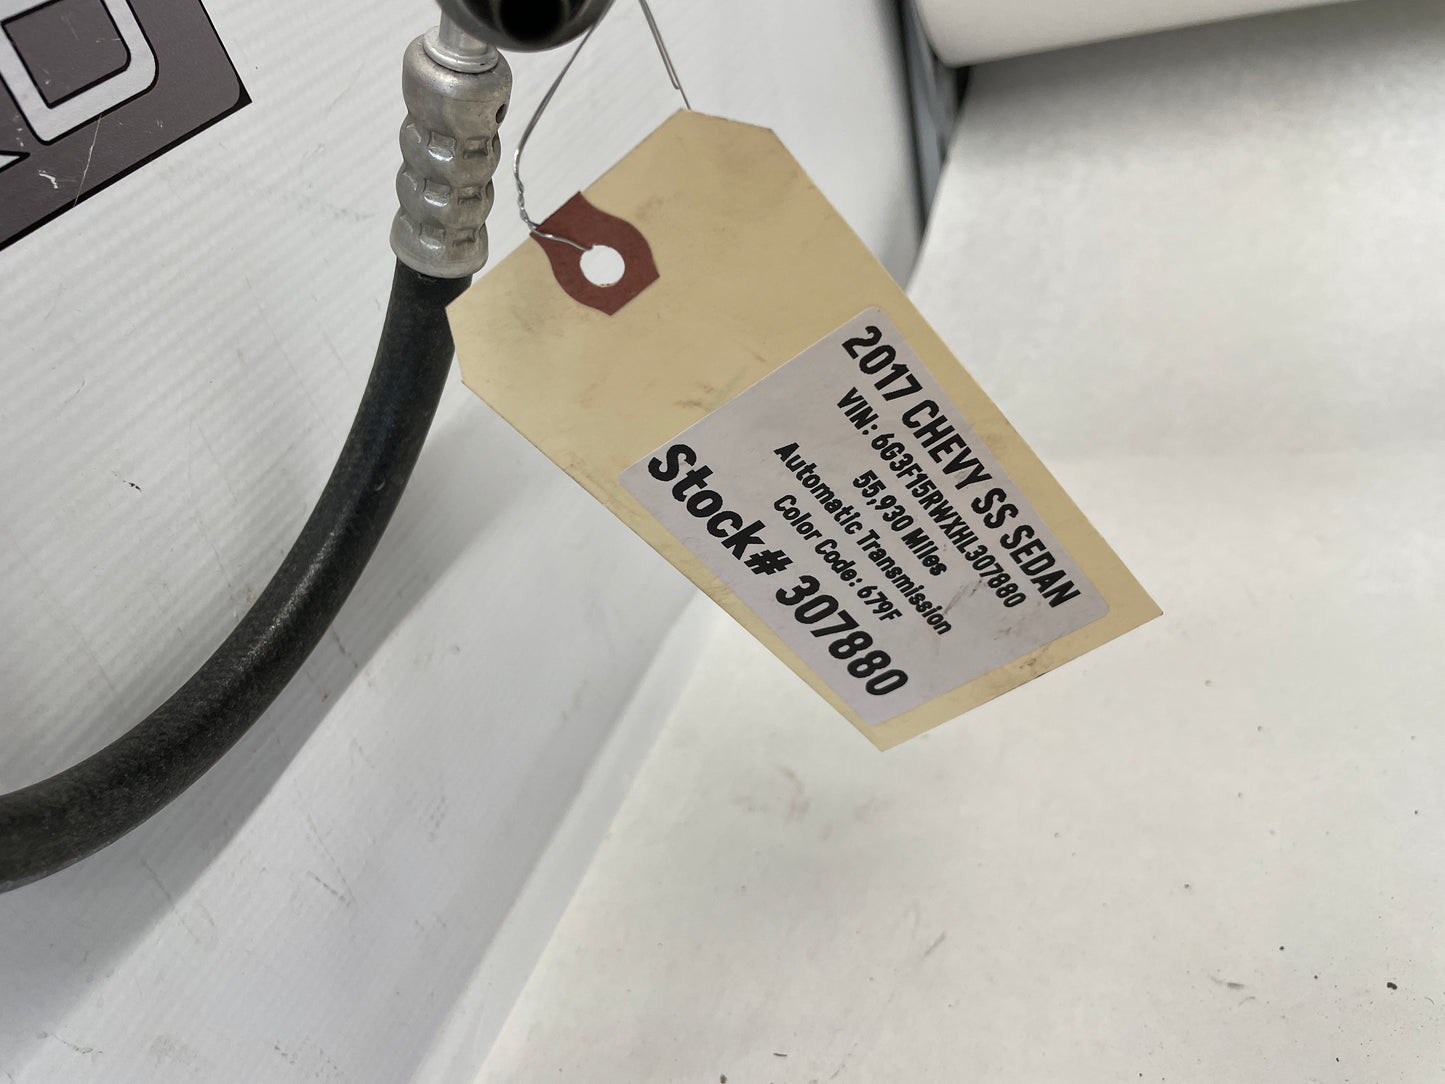 2017 CHEVY SS SEDAN
VIN: 6G3F15RWXHL307880
55,930 Miles
Automatic Transmission
Color Code: 679F
Stock# 307880